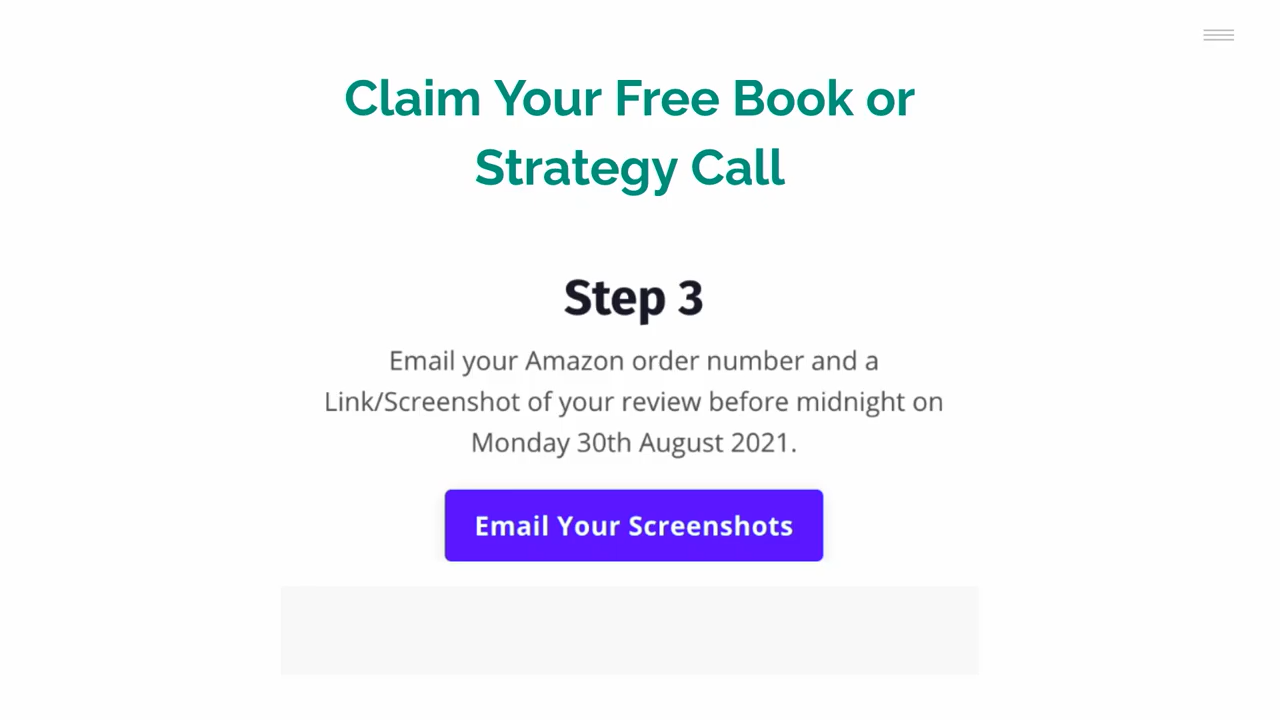 Claim Your Free Book or
Strategy Call
Step 3
Email your Amazon order number and a
Link/Screenshot of your review before midnight on
Monday 30th August 2021.
Email Your Screenshots